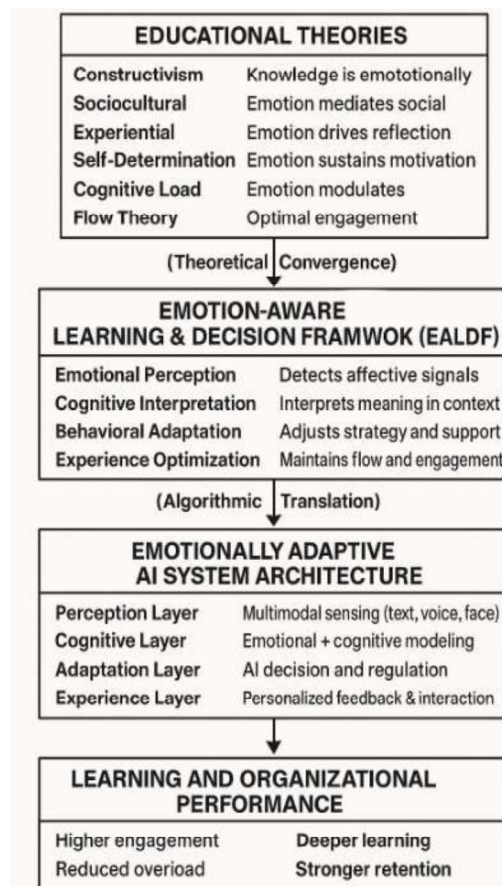 EDUCATIONAL THEORIES
Constructivism Knowledge is emototionally
Sociocultural Emotion mediates social
Experiential Emotion drives reflection
Self-Determination Emotion sustains motivation
Cognitive Load Emotion modulates
Flow Theory Optimal engagement
(Theoretical Convergence)
EMOTION-AWARE
LEARNING & DECISION FRAMWOK (EALDF)
Emotional Perception Detects affective signals
Cognitive Interpretation Interprets meaning in context
Behavioral Adaptation Adjusts strategy and support
Experience Optimization Maintains flow and engagement
(Algorithmic Translation)
EMOTIONALLY ADAPTIVE
AI SYSTEM ARCHITECTURE
Perception Layer Multimodal sensing (text, voice, face)
Cognitive Layer Emotional + cognitive modeling
Adaptation Layer AI decision and regulation
Experience Layer Personalized feedback & interaction
LEARNING AND ORGANIZATIONAL
PERFORMANCE
Higher engagement Deeper learning
Reduced overload Stronger retention